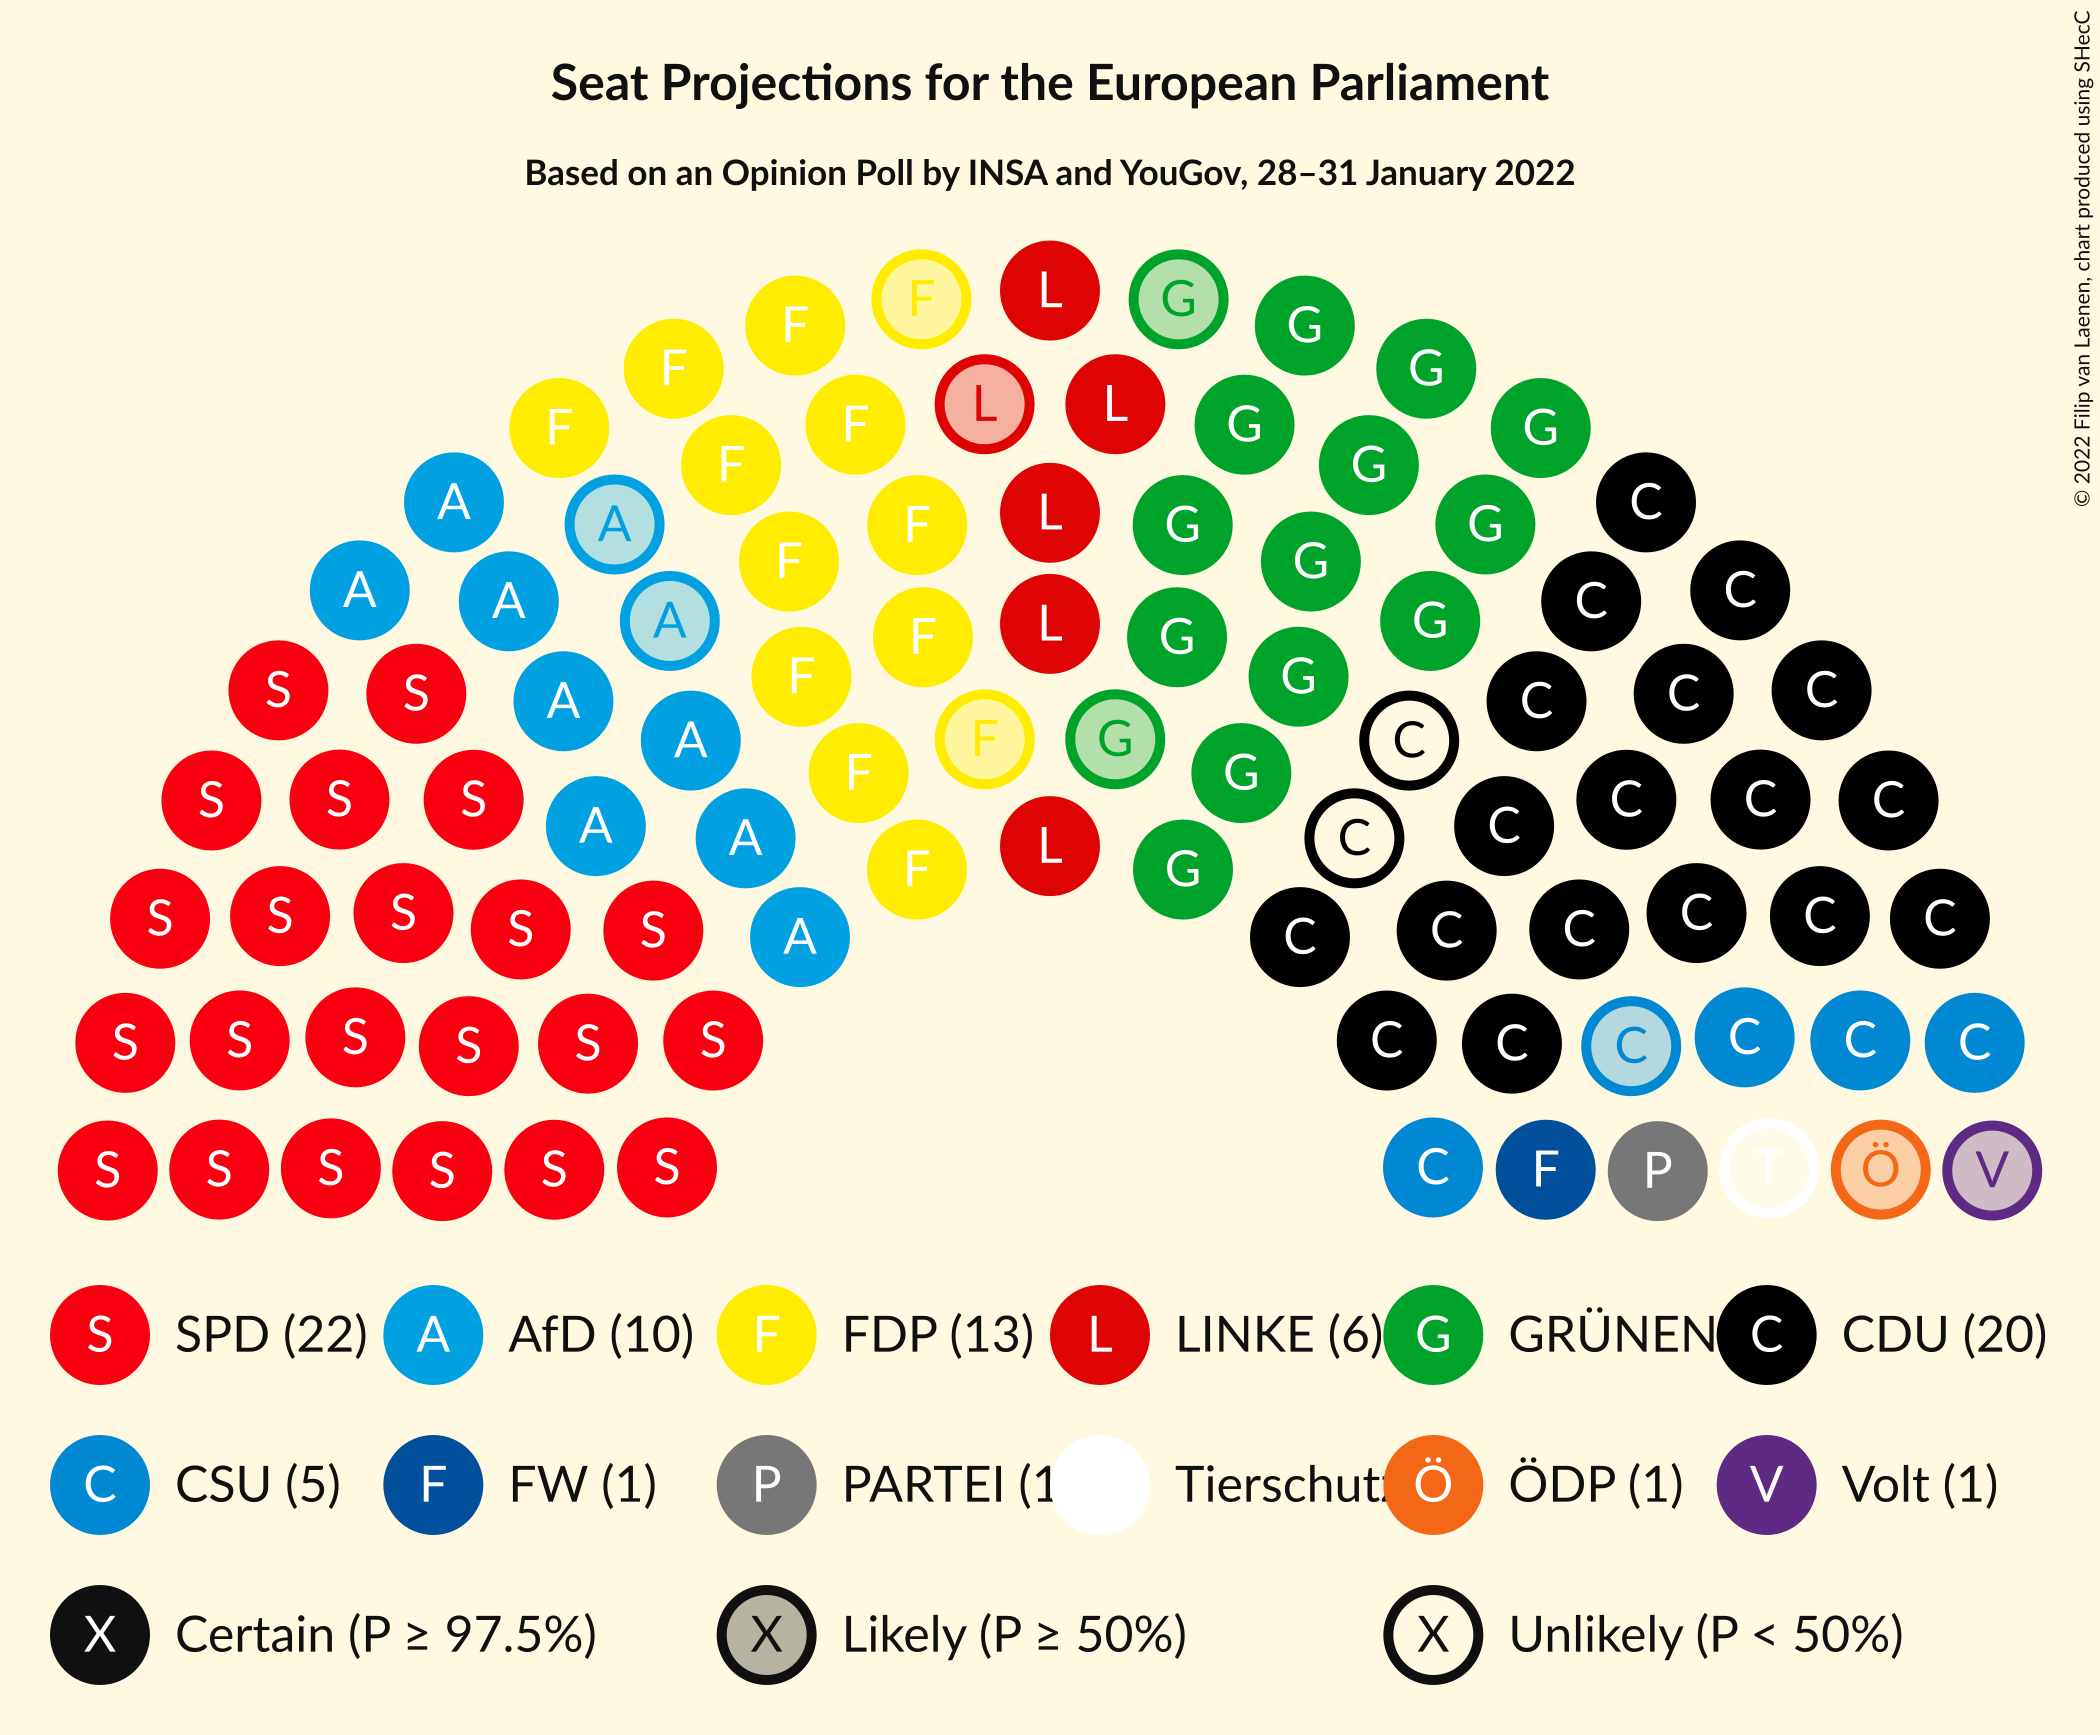 Seat Projections for the European Parliament
Based on an Opinion Poll by INSA and YouGov, 28–31 January 2022
© 2022 Filip van Laenen, chart produced using SHecC
F L G
F G
F L L G G
F F F G G G
A A F L G G C
A F G C
A A A F L G G C C
S S A F G C C C
A F G C
S S S A F G C C C C
A C
S S S S S A F L G C C C C C C
A C
S S S S S S C C C C C C
S S S S S S C F P T Ö V
S SPD (22) A AfD (10) F FDP (13) L LINKE (6) G GRÜNEN C CDU (20)
C CSU (5) F FW (1) P PARTEI (1 Tierschutz Ö ÖDP (1) V Volt (1)
X Certain (P ≥ 97.5%) X Likely (P ≥ 50%) X Unlikely (P < 50%)